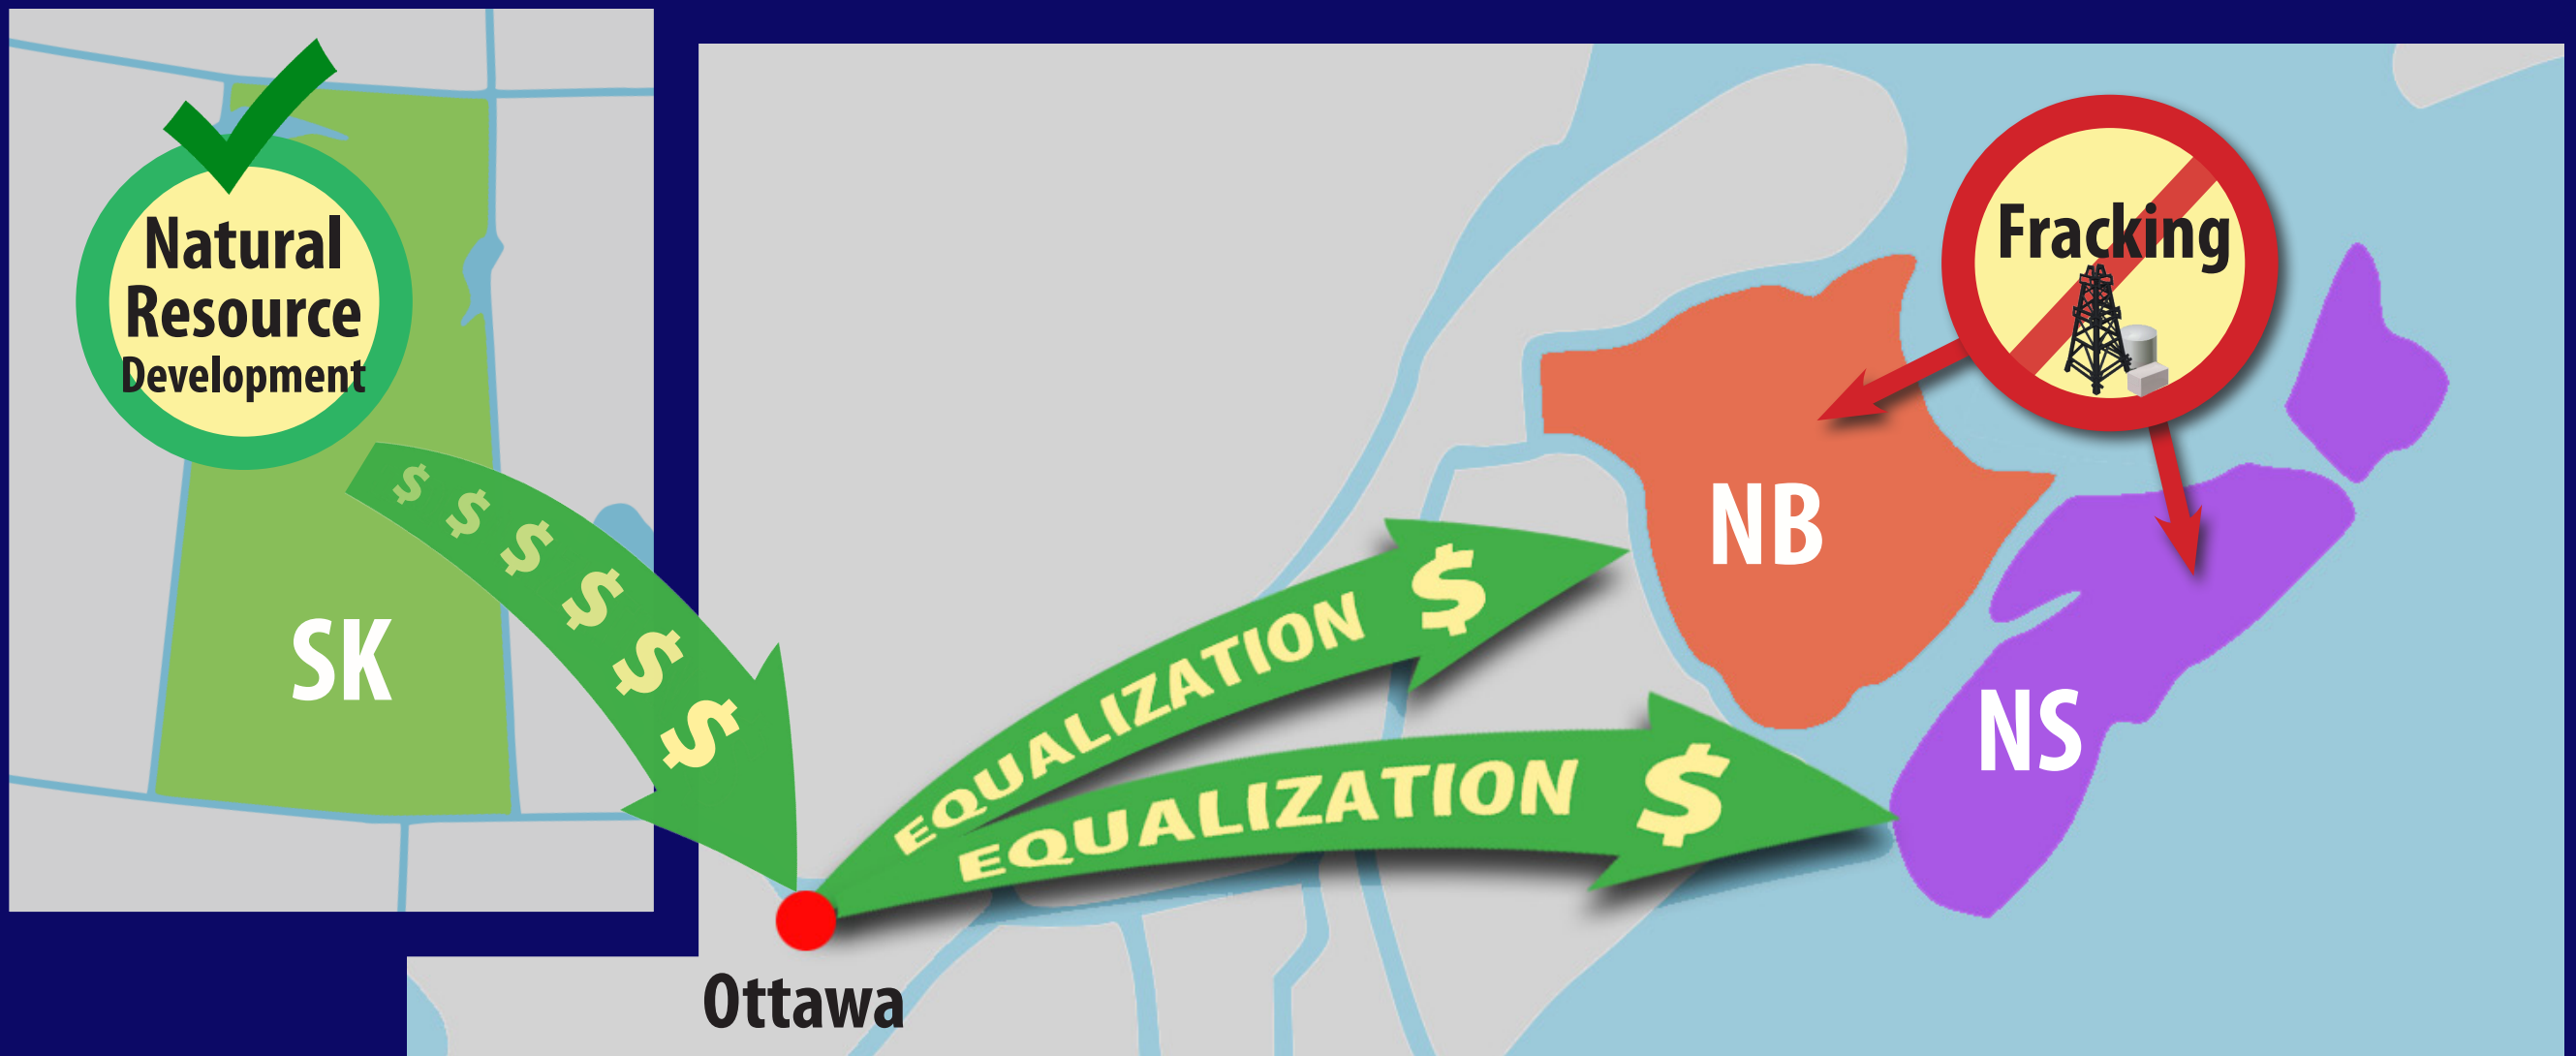 Natural
Resource
Development
SK
$ $ $ $ $ $
Ottawa
EQUALIZATION $
EQUALIZATION $
NB
NS
Fracking